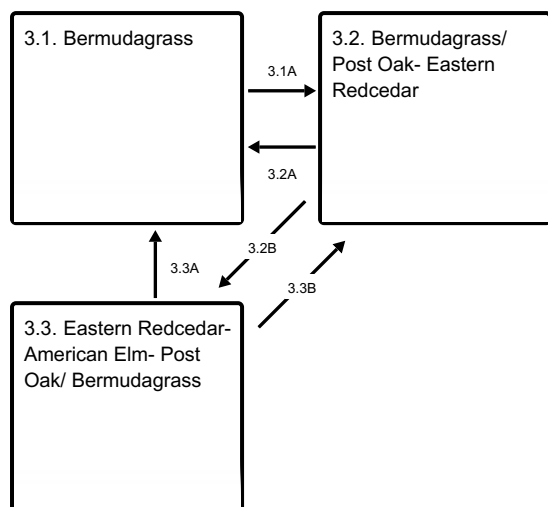 3.1. Bermudagrass
3.2. Bermudagrass/
Post Oak- Eastern
Redcedar
3.1A
3.2A
3.2B
3.3A
3.3B
3.3. Eastern Redcedar-
American Elm- Post
Oak/ Bermudagrass